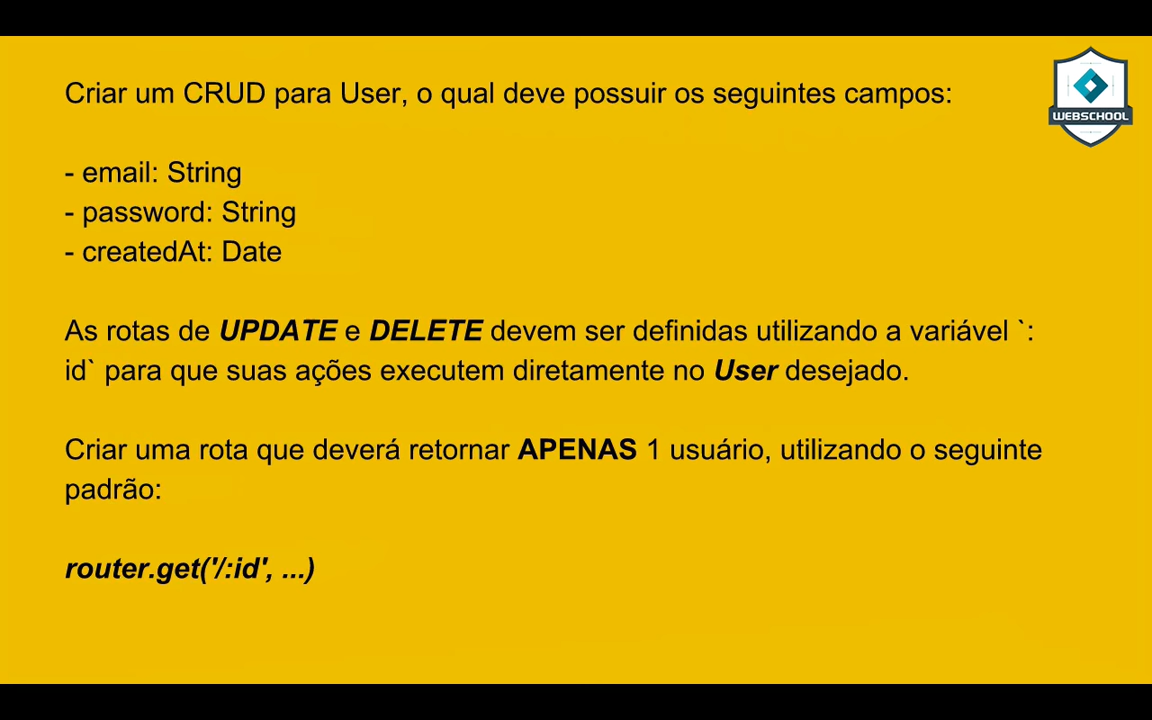 Criar um CRUD para User, o qual deve possuir os seguintes campos:
WEBSCHOOL
- email: String
- password: String
- createdAt: Date
As rotas de UPDATE e DELETE devem ser definidas utilizando a variável `:
id` para que suas ações executem diretamente no User desejado.
Criar uma rota que deverá retornar APENAS 1 usuário, utilizando o seguinte
padrão:
router.get('/:id', ...)